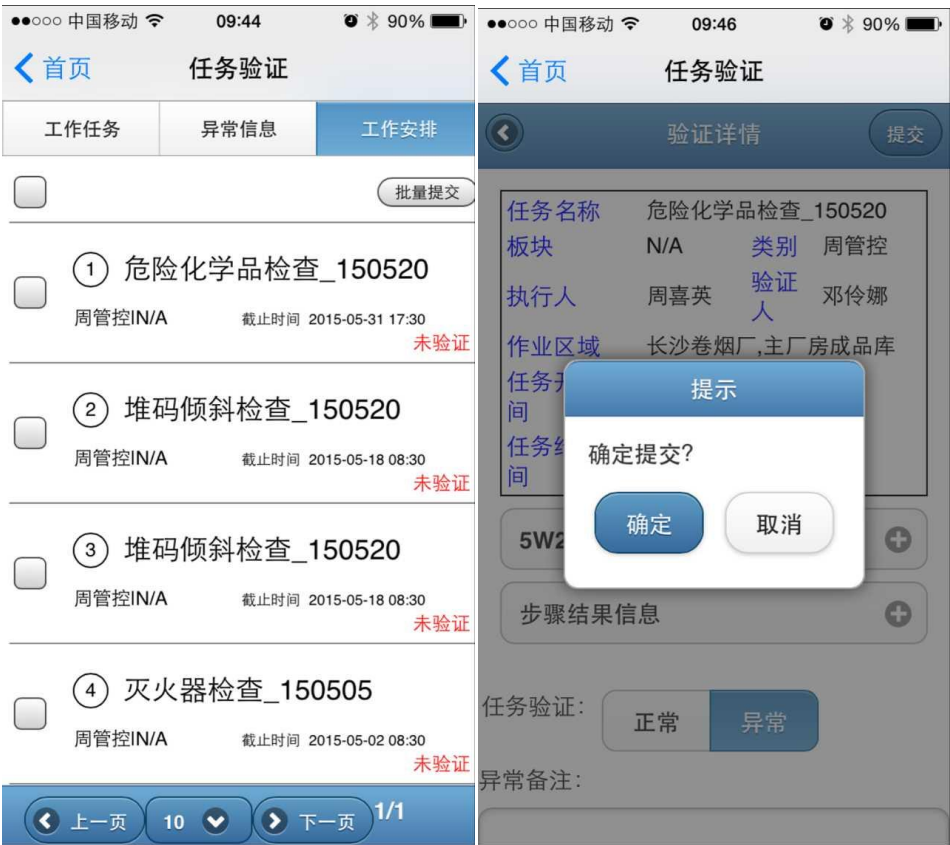 中国移动 09:44 90%
首页 任务验证
工作任务 异常信息 工作安排
批量提交
1 危险化学品检查_150520
周管控IN/A 截止时间 2015-05-31 17:30
未验证
2 堆码倾斜检查_150520
周管控IN/A 截止时间 2015-05-18 08:30
未验证
3 堆码倾斜检查_150520
周管控IN/A 截止时间 2015-05-18 08:30
未验证
4 灭火器检查_150505
周管控IN/A 截止时间 2015-05-02 08:30
未验证
上一页 10 下一页 1/1
中国移动 09:46 90%
首页 任务验证
验证详情 提交
任务名称 危险化学品检查_150520
板块 N/A 类别 周管控
执行人 周喜英 验证
人 邓伶娜
作业区域 长沙卷烟厂,主厂房成品库
任务开
间
任务结
间
提示
确定提交?
确定 取消
5W2
步骤结果信息
任务验证: 正常 异常
异常备注: